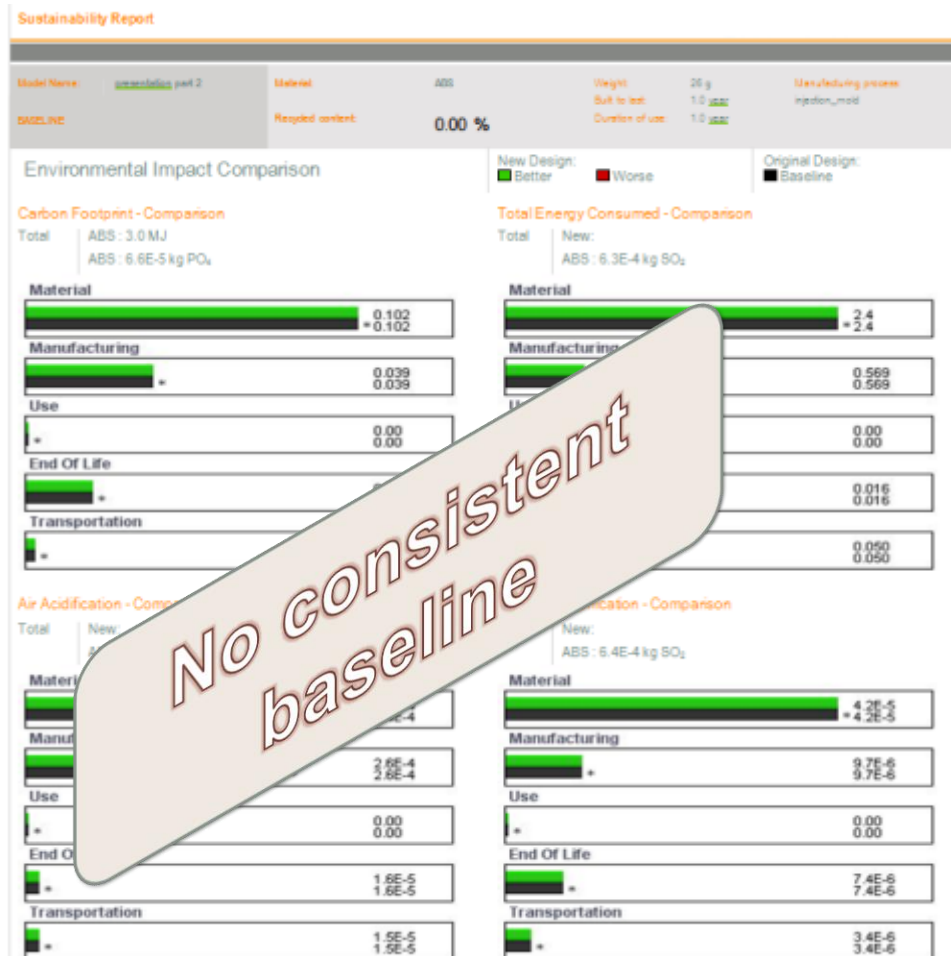 Sustainability Report
Model Name: presentation part 2 Material: ABS Weight: 26 g Manufacturing process:
Built to last: 1.0 year injection_mold
BASELINE Recycled content: 0.00 % Duration of use: 1.0 year
Environmental Impact Comparison
New Design: Original Design:
Better Worse Baseline
Carbon Footprint - Comparison
Total ABS : 3.0 MJ
ABS : 6.6E-5 kg PO₄
Material
0.102
= 0.102
Manufacturing
0.039
0.039
Use
0.00
0.00
End Of Life
Transportation
Total Energy Consumed - Comparison
Total New:
ABS : 6.3E-4 kg SO₂
Material
2.4
= 2.4
Manufacturing
0.569
0.569
0.00
0.00
0.016
0.016
0.050
0.050
No consistent
baseline
Air Acidification -
Total New:
Manufacturing
2.6E-4
2.6E-4
Use
0.00
0.00
1.6E-5
1.6E-5
Transportation
1.5E-5
1.5E-5
- Comparison
New:
ABS : 6.4E-4 kg SO₂
Material
4.2E-5
= 4.2E-5
Manufacturing
9.7E-6
9.7E-6
Use
0.00
0.00
End Of Life
7.4E-6
7.4E-6
Transportation
3.4E-6
3.4E-6